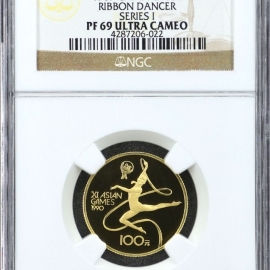 RIBBON DANCER
SERIES I
PF 69 ULTRA CAMEO
4287206-022
NGC
XI ASIAN
GAMES
1990
100元